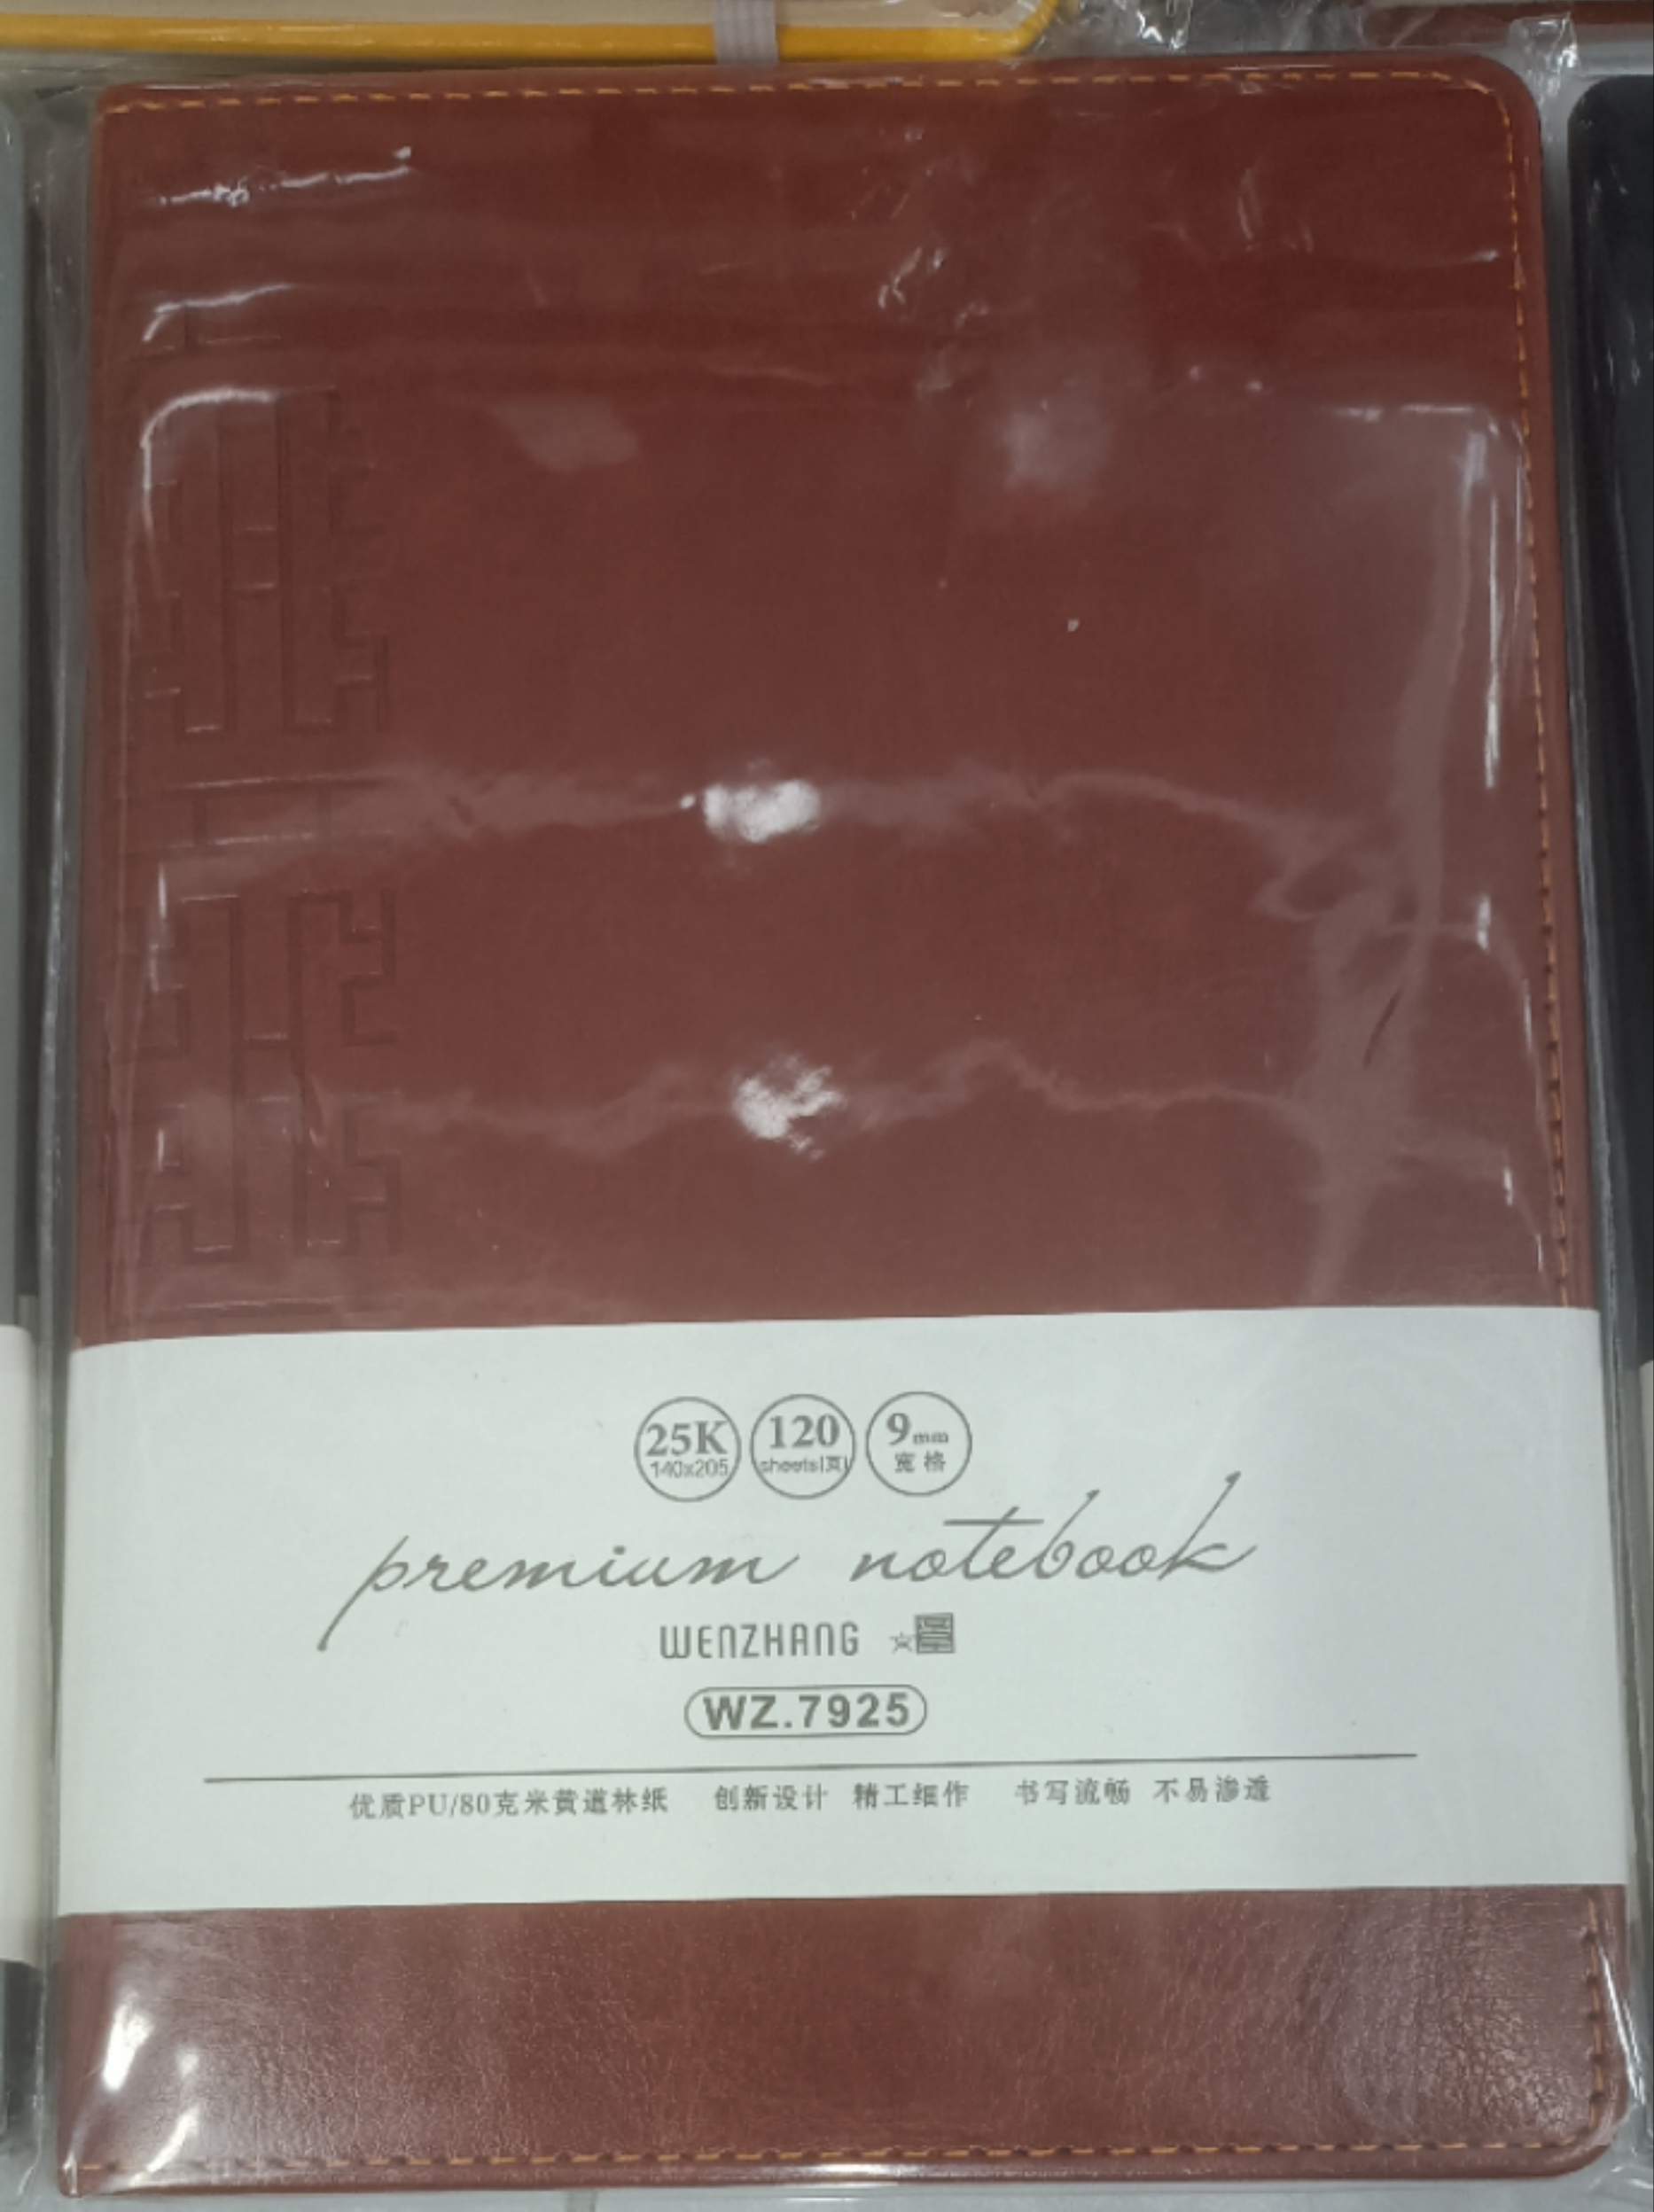 25K 120 9mm
140x205 sheets(页) 宽格
premium notebook
WENZHANG
WZ.7925
优质PU/80克米黄道林纸 创新设计 精工细作 书写流畅 不易渗透